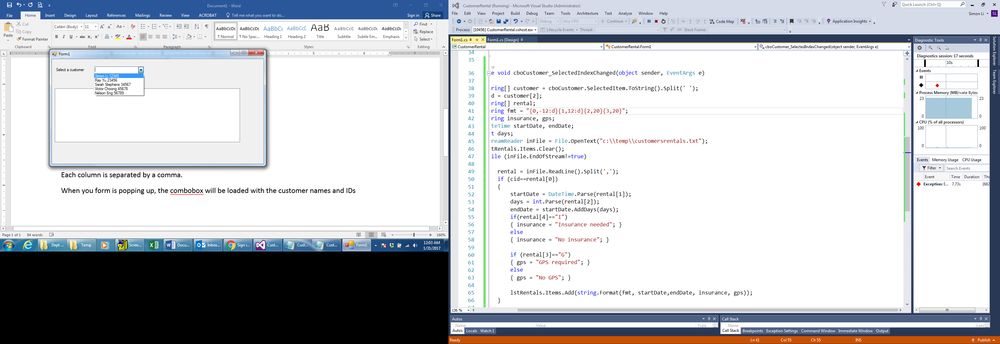 Document1 - Word
File Home Insert Design Layout References Mailings Review View ACROBAT Tell me what you want to do... Sign in Share
Paste Cut Copy Format Painter
Calibri (Body) 11
AaBbCcDc AaBbCcDc AaBbCc AaBbCcC AaB AaBbCcC AaBbCcDc AaBbCcDc
¶ Normal ¶ No Spac... Heading 1 Heading 2 Title Subtitle Subtle Em... Emphasis
Find
Replace
Select
Clipboard Font Paragraph Styles Editing
Form1
Select a customer
Simon Li 12345
Ray Yu 23456
Sarah Stephens 34567
Victor Choong 45678
Nelson Eng 56789
Each column is separated by a comma.
When you form is popping up, the combobox will be loaded with the customer names and IDs
Page 1 of 1 84 words 160%
Dept ... Temp Scree... Docu... Inbox... Sign i... Cust... Cust... Cust... Form1
12:03 AM
1/31/2017
CustomerRental (Running) - Microsoft Visual Studio (Administrator)
Quick Launch (Ctrl+Q)
File Edit View Project Build Debug Team Tools Architecture Test Analyze Window Help
Simon Li SL
Debug Any CPU Continue Code Map Application Insights
Process: [10456] CustomerRental.vshost.exe Lifecycle Events Thread: Stack Frame:
Form1.cs Form1.cs [Design]
CustomerRental CustomerRental.Form1 cboCustomer_SelectedIndexChanged(object sender, EventArgs e)
34
35
ce
36 e void cboCustomer_SelectedIndexChanged(object sender, EventArgs e)
37
38 ring[] customer = cboCustomer.SelectedItem.ToString().Split(' ');
39 d = customer[2];
40 ring[] rental;
41 ring fmt = "{0,-12:d}{1,12:d}{2,20}{3,20}";
42 ring insurance, gps;
43 teTime startDate, endDate;
44 t days;
45 reamReader inFile = File.OpenText("c:\\temp\\customersrentals.txt");
46 tRentals.Items.Clear();
47 ile (inFile.EndOfStream!=true)
48
49 rental = inFile.ReadLine().Split(',');
50 if (cid==rental[0])
51 {
52 startDate = DateTime.Parse(rental[1]);
53 days = int.Parse(rental[2]);
54 endDate = startDate.AddDays(days);
55 if(rental[4]=="I")
56 { insurance = "Insurance needed"; }
57 else
58 { insurance = "No insurance"; }
59
60 if (rental[3]=="G")
61 { gps = "GPS required"; }
62 else
63 { gps = "No GPS"; }
64
65 lstRentals.Items.Add(string.Format(fmt, startDate,endDate, insurance, gps));
66 }
136 %
Diagnostic Tools
Diagnostics session: 17 seconds
10s
Events
Process Memory (MB) ivate Bytes
23 23
0 0
CPU (% of all processors)
100 100
0 0
Events Memory Usage CPU Usage
Filter Search Events
Event Time Duration Thr
Exception: E... 7.73s [682
Solution Explorer
Team Explorer
Autos
Name Value Type
Autos Locals Watch 1
Call Stack
Name Lang
Call Stack Breakpoints Exception Settings Command Window Immediate Window Output
Ready Ln 41 Col 55 Ch 55 INS Publish